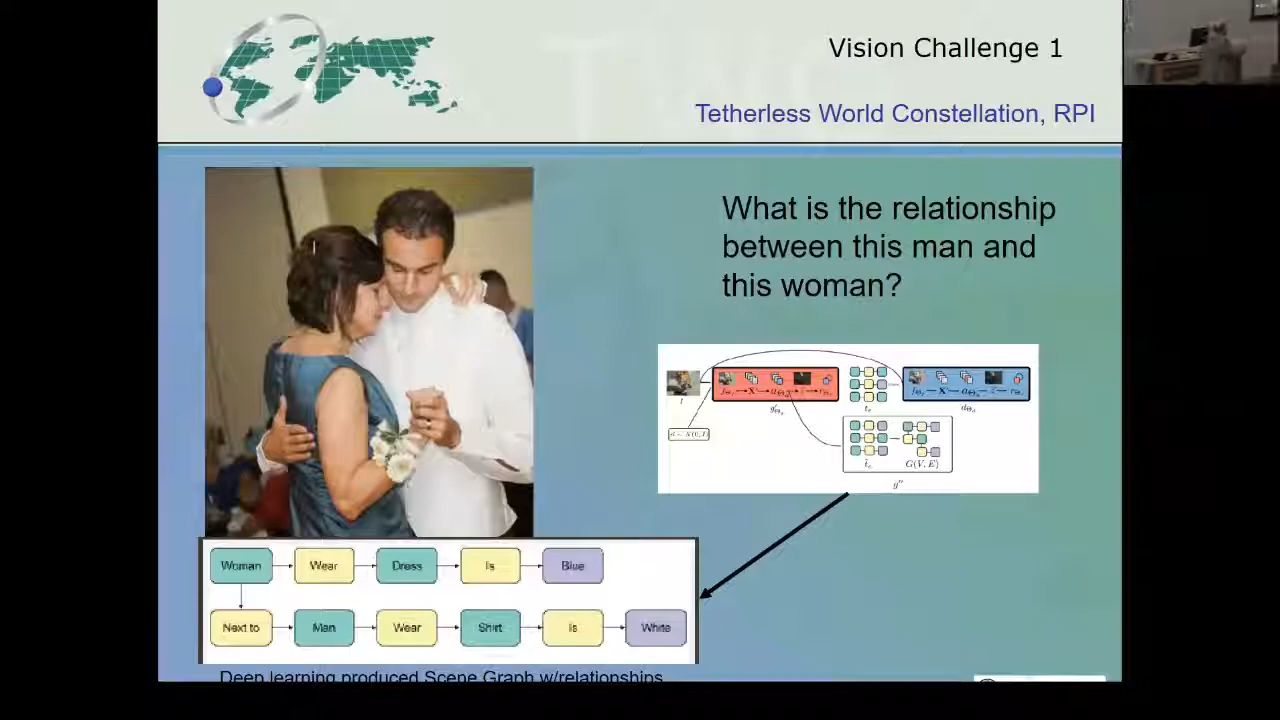 Vision Challenge 1
Tetherless World Constellation, RPI
What is the relationship
between this man and
this woman?
G(V, E)
g''
Woman
Wear
Dress
Is
Blue
Next to
Man
Wear
Shirt
Is
White
Deep learning produced Scene Graph w/relationships